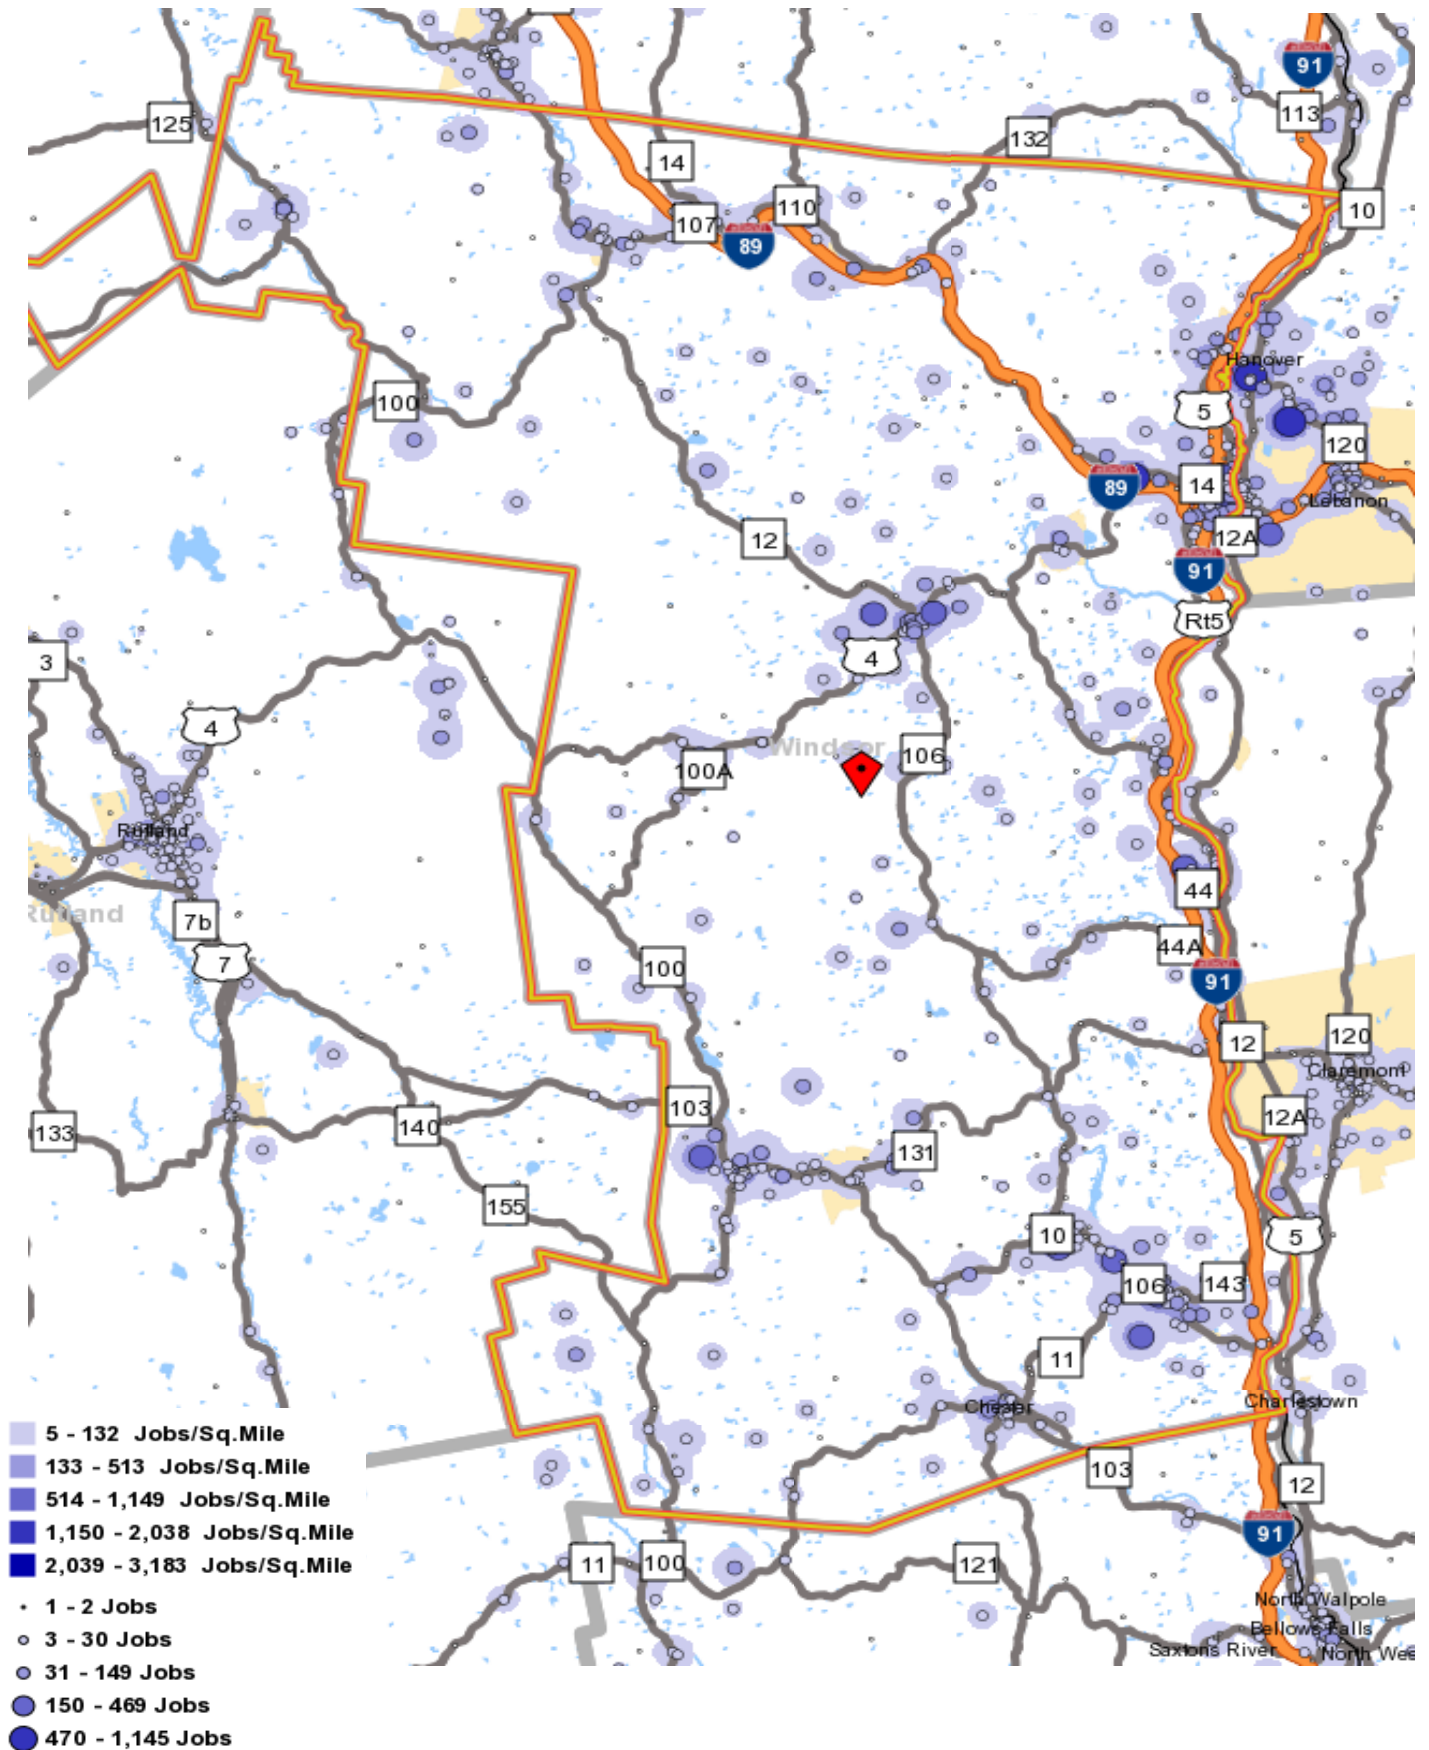 91
113
125
132
14
10
110
107
89
Hanover
100
5
120
14
89
Lebanon
12
12A
91
Rt5
3
4
4
Windsor
106
100A
Rutland
44
Rutland
7b
44A
7
100
91
12
120
Claremont
103
12A
133
140
131
155
10
5
106
143
11
Charlestown
Chester
103
12
91
11
100
121
North Walpole
Bellows Falls
Saxtons River
North Wes
5 - 132 Jobs/Sq.Mile
133 - 513 Jobs/Sq.Mile
514 - 1,149 Jobs/Sq.Mile
1,150 - 2,038 Jobs/Sq.Mile
2,039 - 3,183 Jobs/Sq.Mile
1 - 2 Jobs
3 - 30 Jobs
31 - 149 Jobs
150 - 469 Jobs
470 - 1,145 Jobs